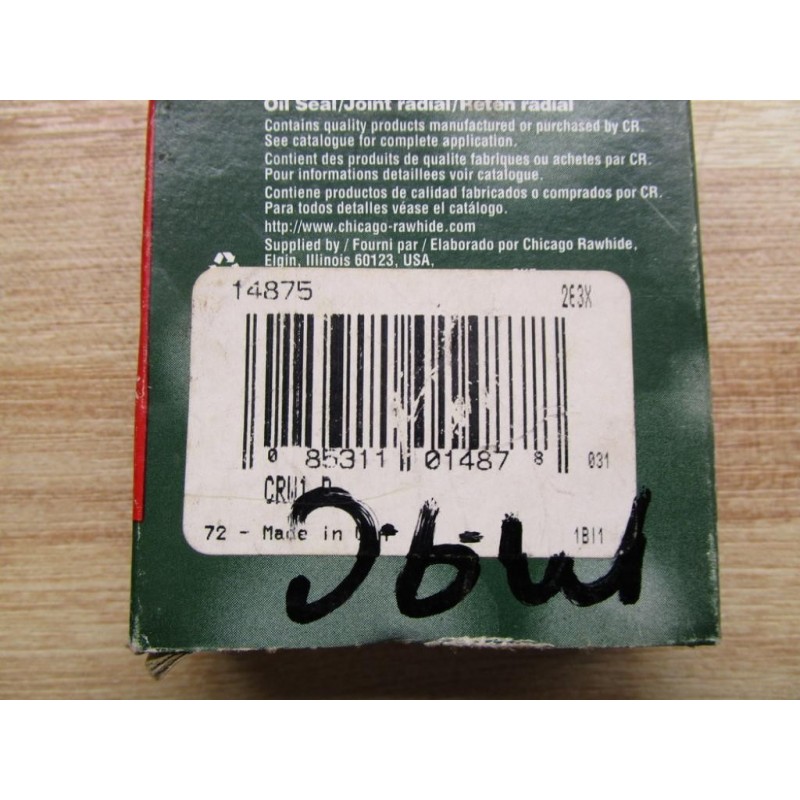 Oil Seal/Joint radial/Reten radial
Contains quality products manufactured or purchased by CR.
See catalogue for complete application.
Contient des produits de qualite fabriques ou achetes par CR.
Pour informations detaillees voir catalogue.
Contiene productos de calidad fabricados o comprados por CR.
Para todos detalles véase el catálogo.
http://www.chicago-rawhide.com
Supplied by / Fourni par / Elaborado por Chicago Rawhide,
Elgin, Illinois 60123, USA,
14875 2E3X
0 85311 01487 8 031
CRW1
72 - Made in 1BI1